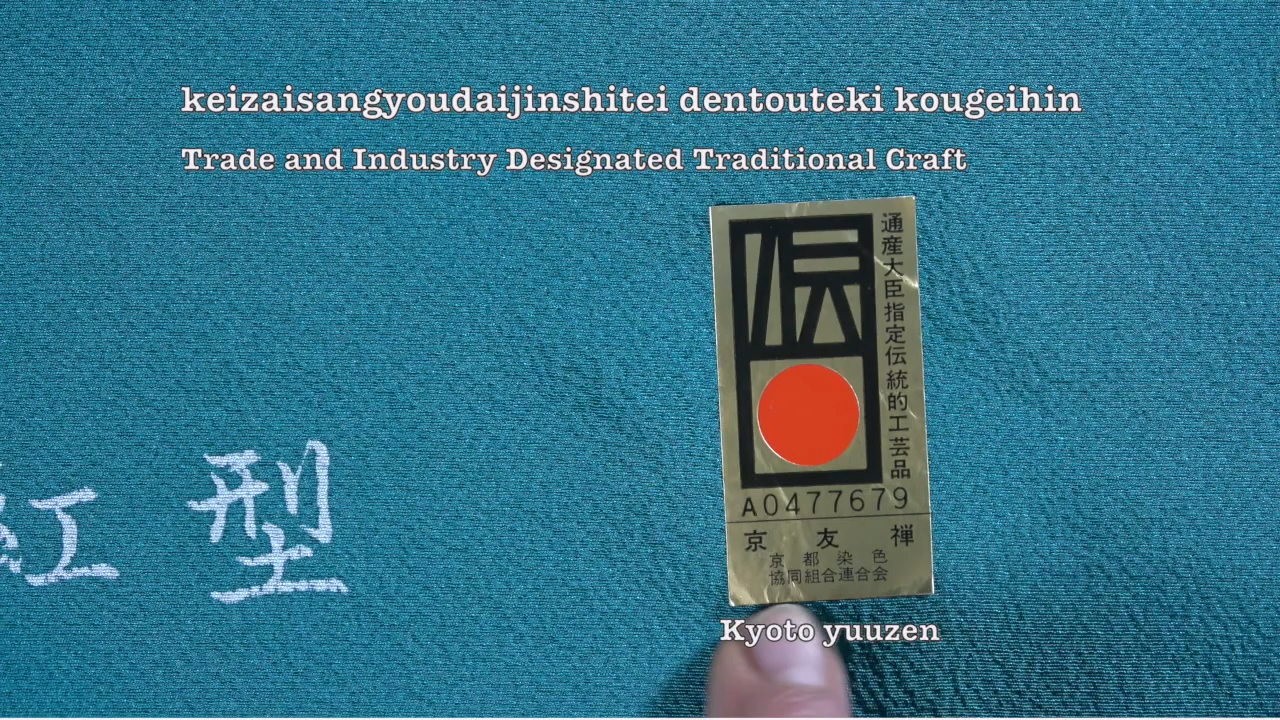 keizaisangyoudaijinshitei dentouteki kougeihin
Trade and Industry Designated Traditional Craft
通産大臣指定伝統的工芸品
A0477679
京友禅
京都染色
協同組合連合会
紅型
Kyoto yuuzen